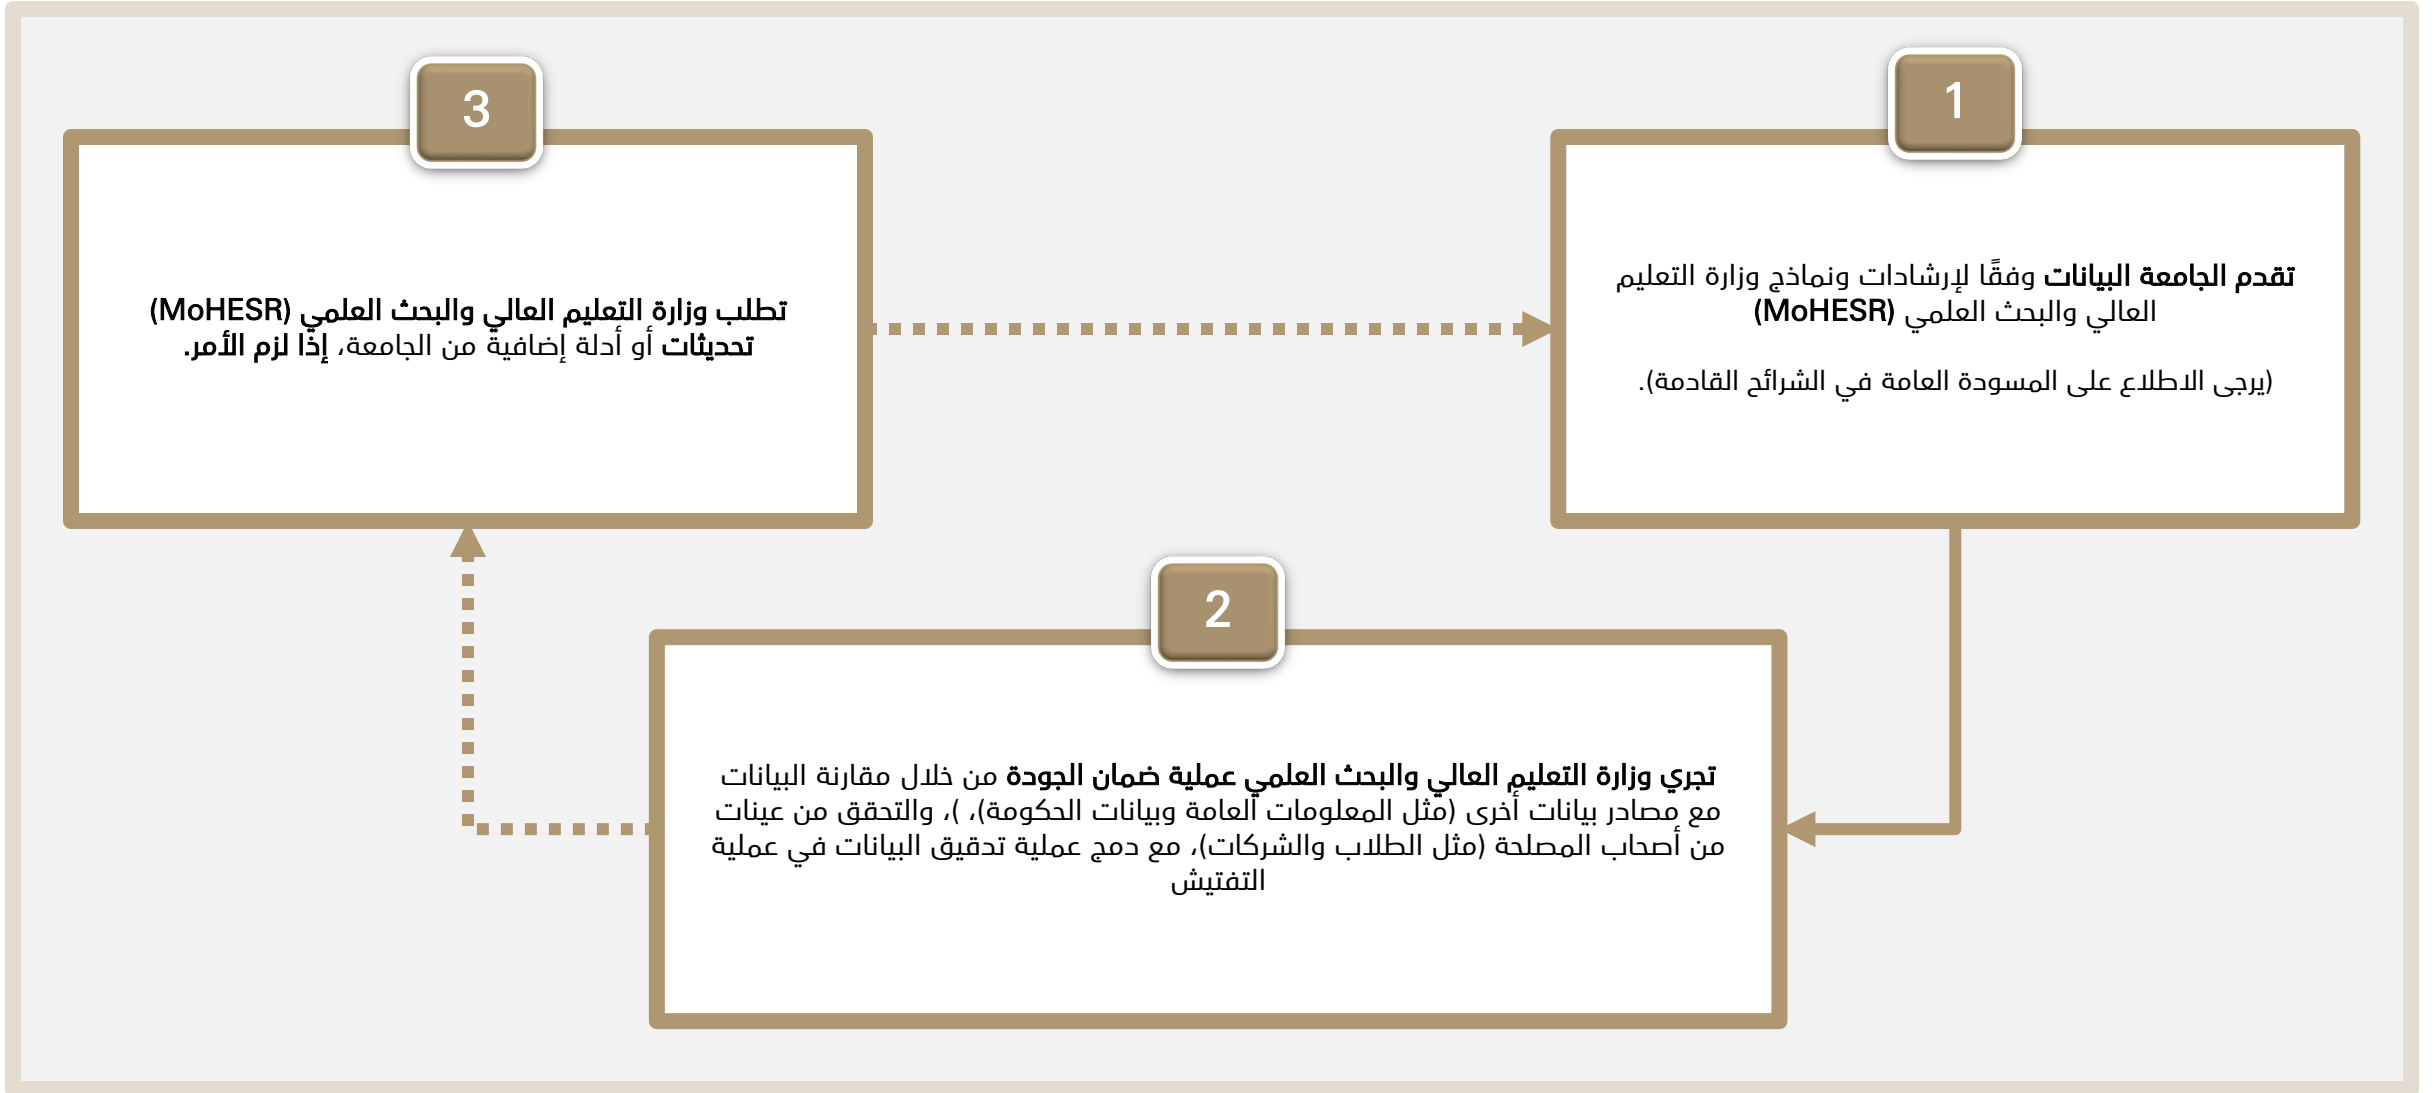 1
تقدم الجامعة البيانات وفقًا لإرشادات ونماذج وزارة التعليم
العالي والبحث العلمي (MoHESR)
(يرجى الاطلاع على المسودة العامة في الشرائح القادمة).
2
تجري وزارة التعليم العالي والبحث العلمي عملية ضمان الجودة من خلال مقارنة البيانات
مع مصادر بيانات أخرى (مثل المعلومات العامة وبيانات الحكومة)، )، والتحقق من عينات
من أصحاب المصلحة (مثل الطلاب والشركات)، مع دمج عملية تدقيق البيانات في عملية
التفتيش
3
تطلب وزارة التعليم العالي والبحث العلمي (MoHESR)
تحديثات أو أدلة إضافية من الجامعة، إذا لزم الأمر.